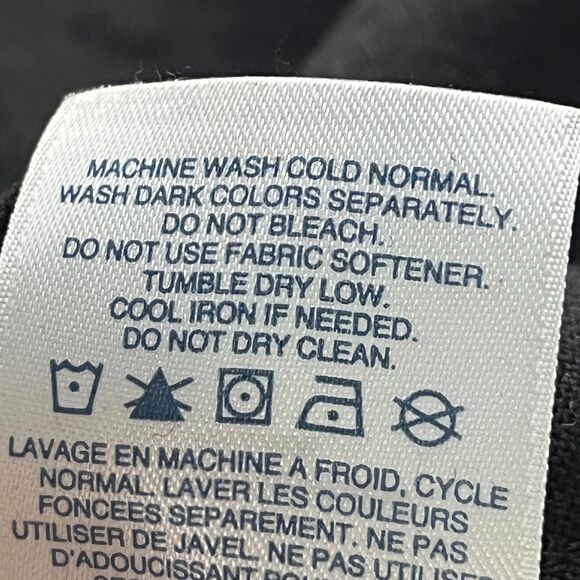 MACHINE WASH COLD NORMAL.
WASH DARK COLORS SEPARATELY.
DO NOT BLEACH.
DO NOT USE FABRIC SOFTENER.
TUMBLE DRY LOW.
COOL IRON IF NEEDED.
DO NOT DRY CLEAN.
LAVAGE EN MACHINE A FROID, CYCLE
NORMAL. LAVER LES COULEURS
FONCEES SEPAREMENT. NE PAS
UTILISER DE JAVEL. NE PAS UTILISER
D'ADOUCISSANT